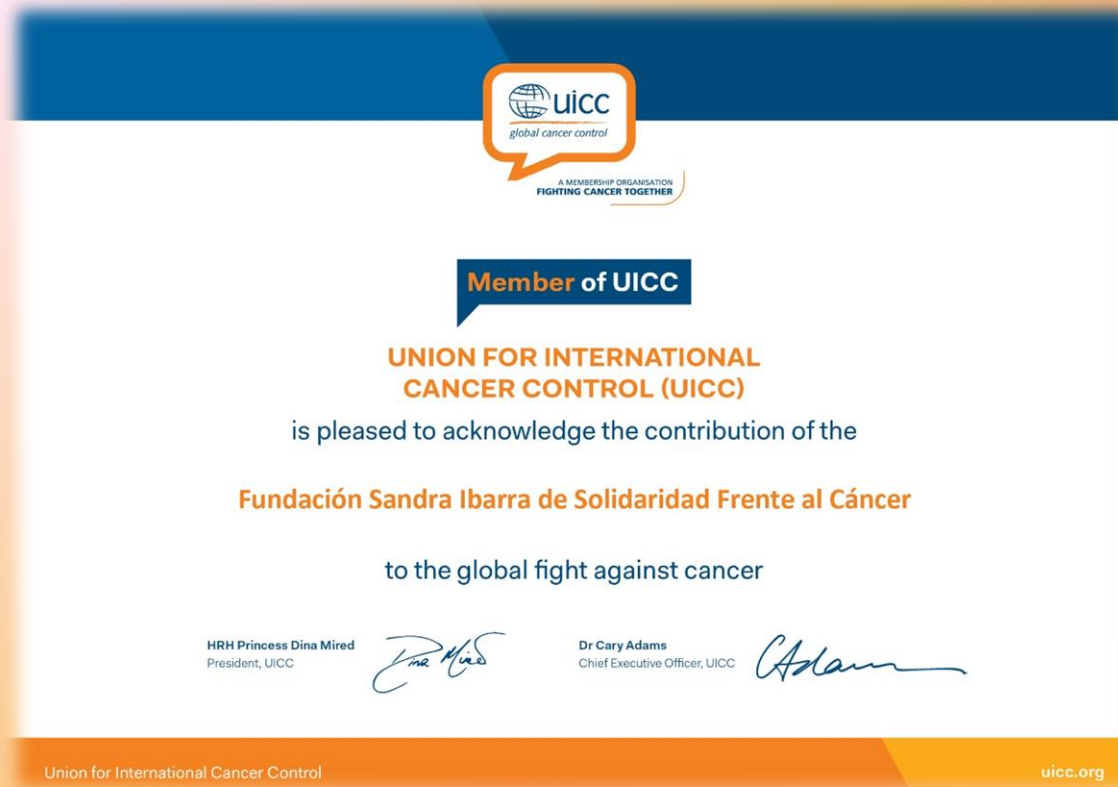 uicc
global cancer control
A MEMBERSHIP ORGANISATION
FIGHTING CANCER TOGETHER
Member of UICC
UNION FOR INTERNATIONAL
CANCER CONTROL (UICC)
is pleased to acknowledge the contribution of the
Fundación Sandra Ibarra de Solidaridad Frente al Cáncer
to the global fight against cancer
HRH Princess Dina Mired
President, UICC
Dina Mired
Dr Cary Adams
Chief Executive Officer, UICC
CAdams
Union for International Cancer Control
uicc.org